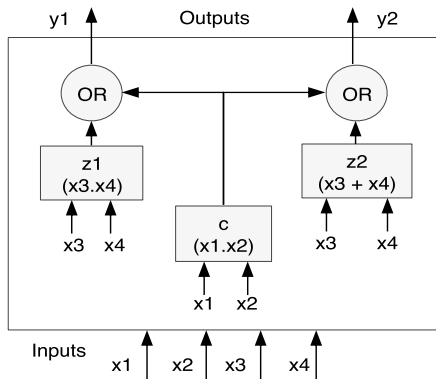 y1 Outputs y2
OR OR
z1
(x3.x4)
z2
(x3 + x4)
x3 x4
c
(x1.x2)
x3 x4
x1 x2
Inputs
x1 x2 x3 x4